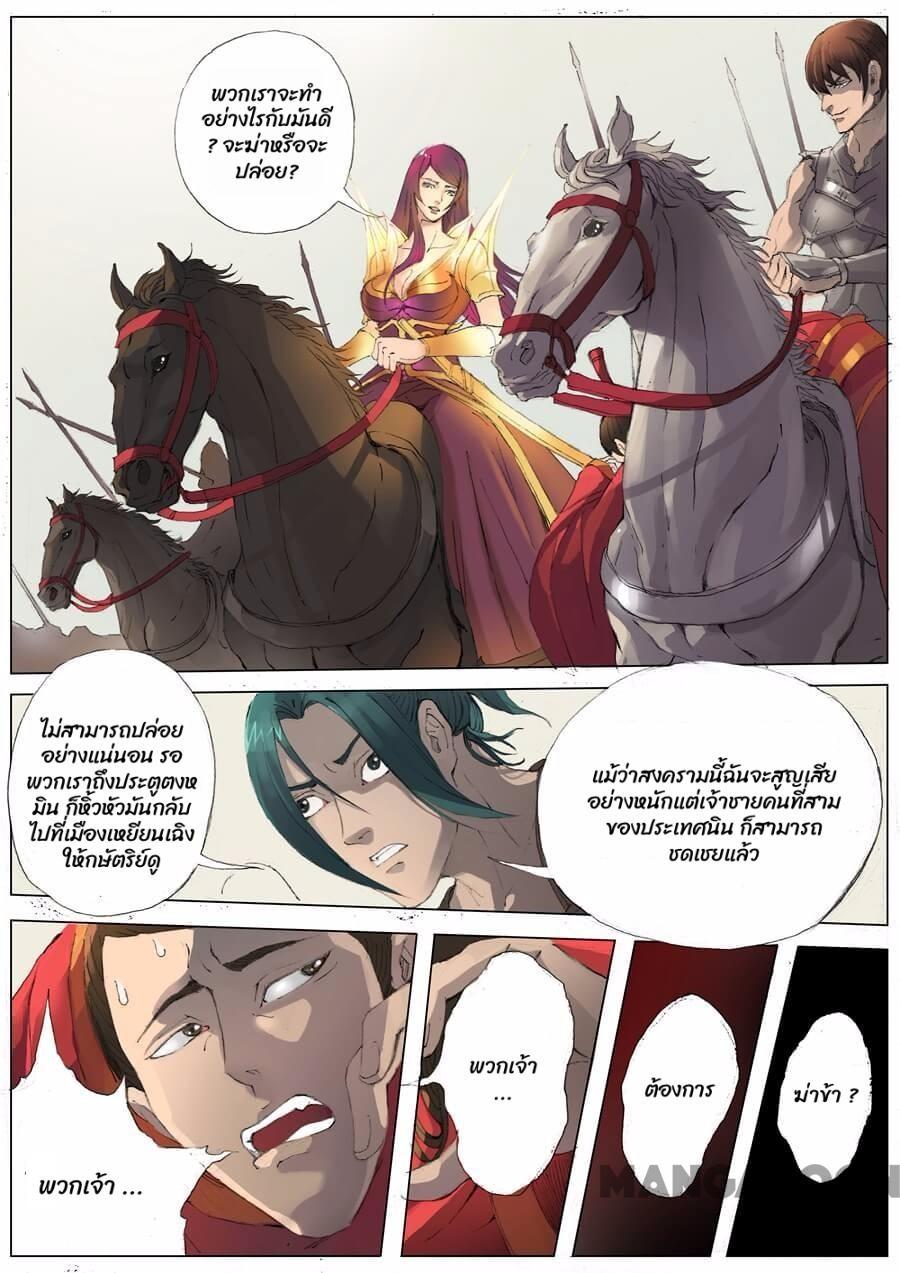 พวกเราจะทำ
อย่างไรกับมันดี
? จะฆ่าหรือจะ
ปล่อย?
ไม่สามารถปล่อย
อย่างแน่นอน รอ
พวกเราถึงประตูตงห
มิน ก็หิ้วหัวมันกลับ
ไปที่เมืองเหยียนเฉิง
ให้กษัตริย์ดู
แม้ว่าสงครามนี้ฉันจะสูญเสีย
อย่างหนักแต่เจ้าชายคนที่สาม
ของประเทศนิน ก็สามารถ
ชดเชยแล้ว
พวกเจ้า ...
พวกเจ้า
...
ต้องการ
ฆ่าข้า ?